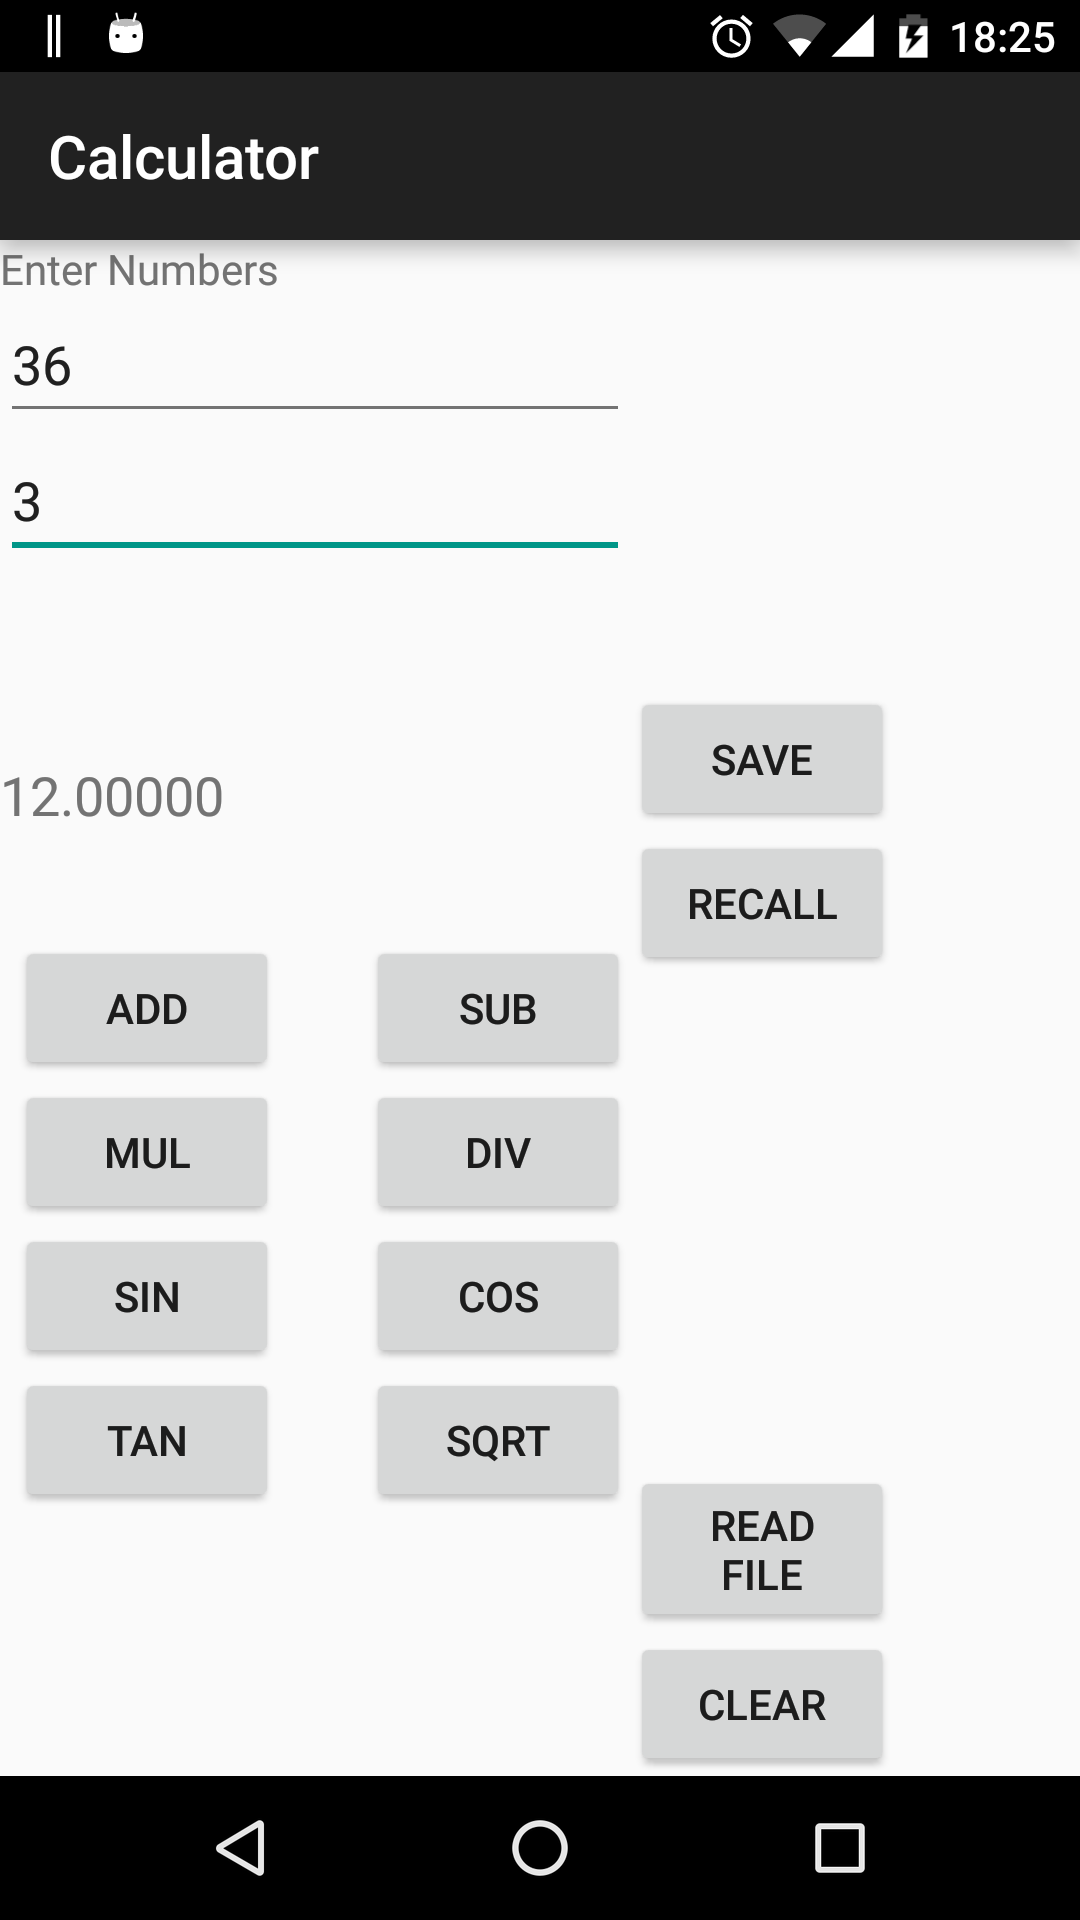 18:25
Calculator
Enter Numbers
36
3
SAVE
12.00000
RECALL
ADD SUB
MUL DIV
SIN COS
TAN SQRT
READ
FILE
CLEAR